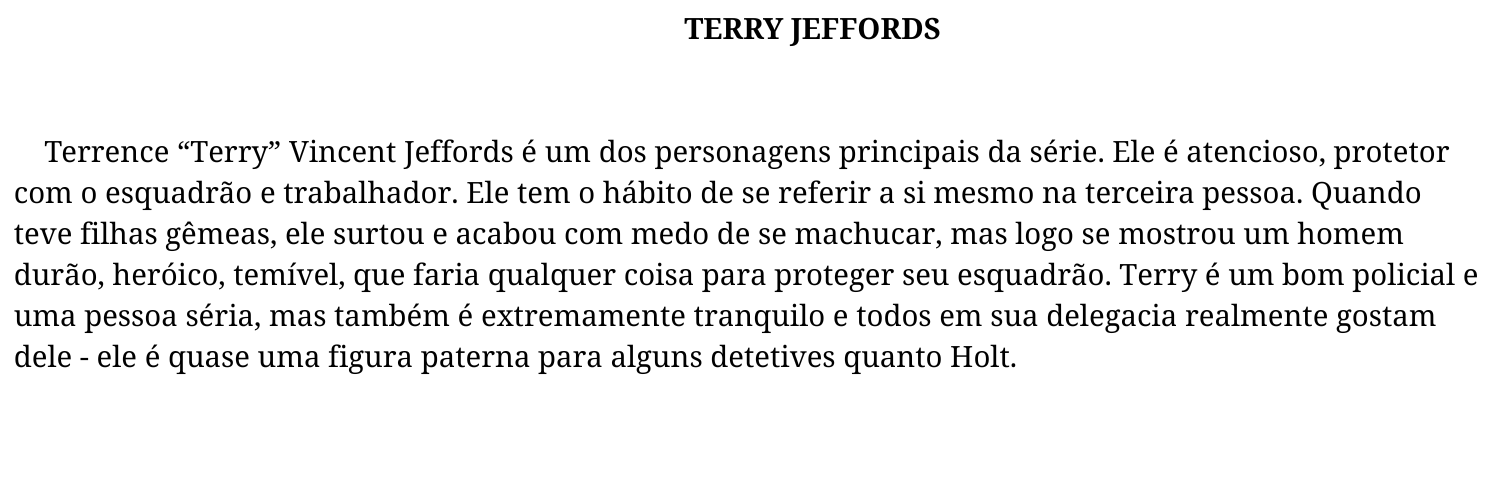 TERRY JEFFORDS
Terrence “Terry” Vincent Jeffords é um dos personagens principais da série. Ele é atencioso, protetor
com o esquadrão e trabalhador. Ele tem o hábito de se referir a si mesmo na terceira pessoa. Quando
teve filhas gêmeas, ele surtou e acabou com medo de se machucar, mas logo se mostrou um homem
durão, heróico, temível, que faria qualquer coisa para proteger seu esquadrão. Terry é um bom policial e
uma pessoa séria, mas também é extremamente tranquilo e todos em sua delegacia realmente gostam
dele - ele é quase uma figura paterna para alguns detetives quanto Holt.